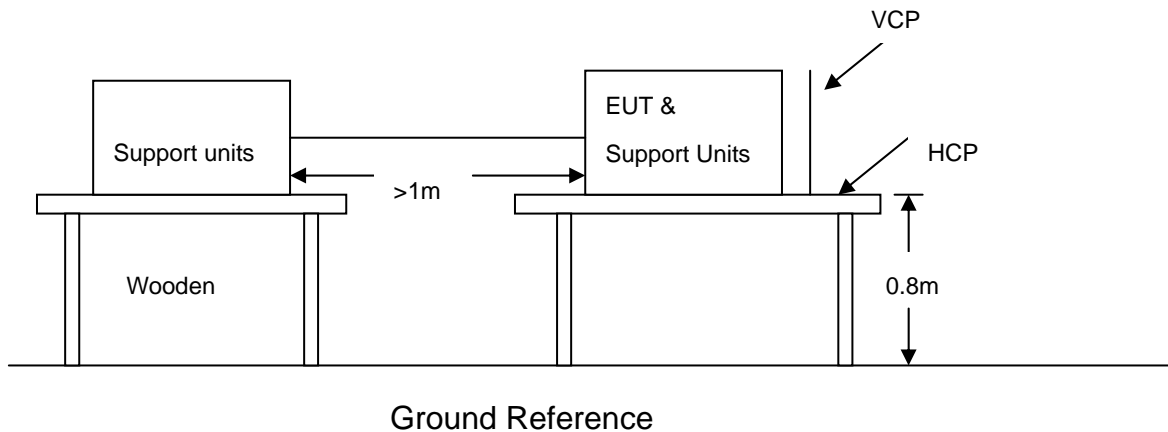 VCP
EUT &
Support Units
Support units
HCP
>1m
Wooden
0.8m
Ground Reference